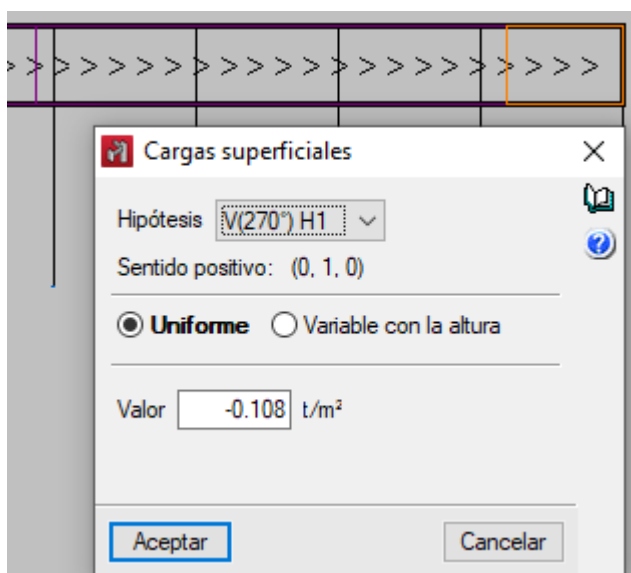 Cargas superficiales
Hipótesis V(270°) H1
Sentido positivo: (0, 1, 0)
Uniforme Variable con la altura
Valor -0.108 t/m²
Aceptar Cancelar